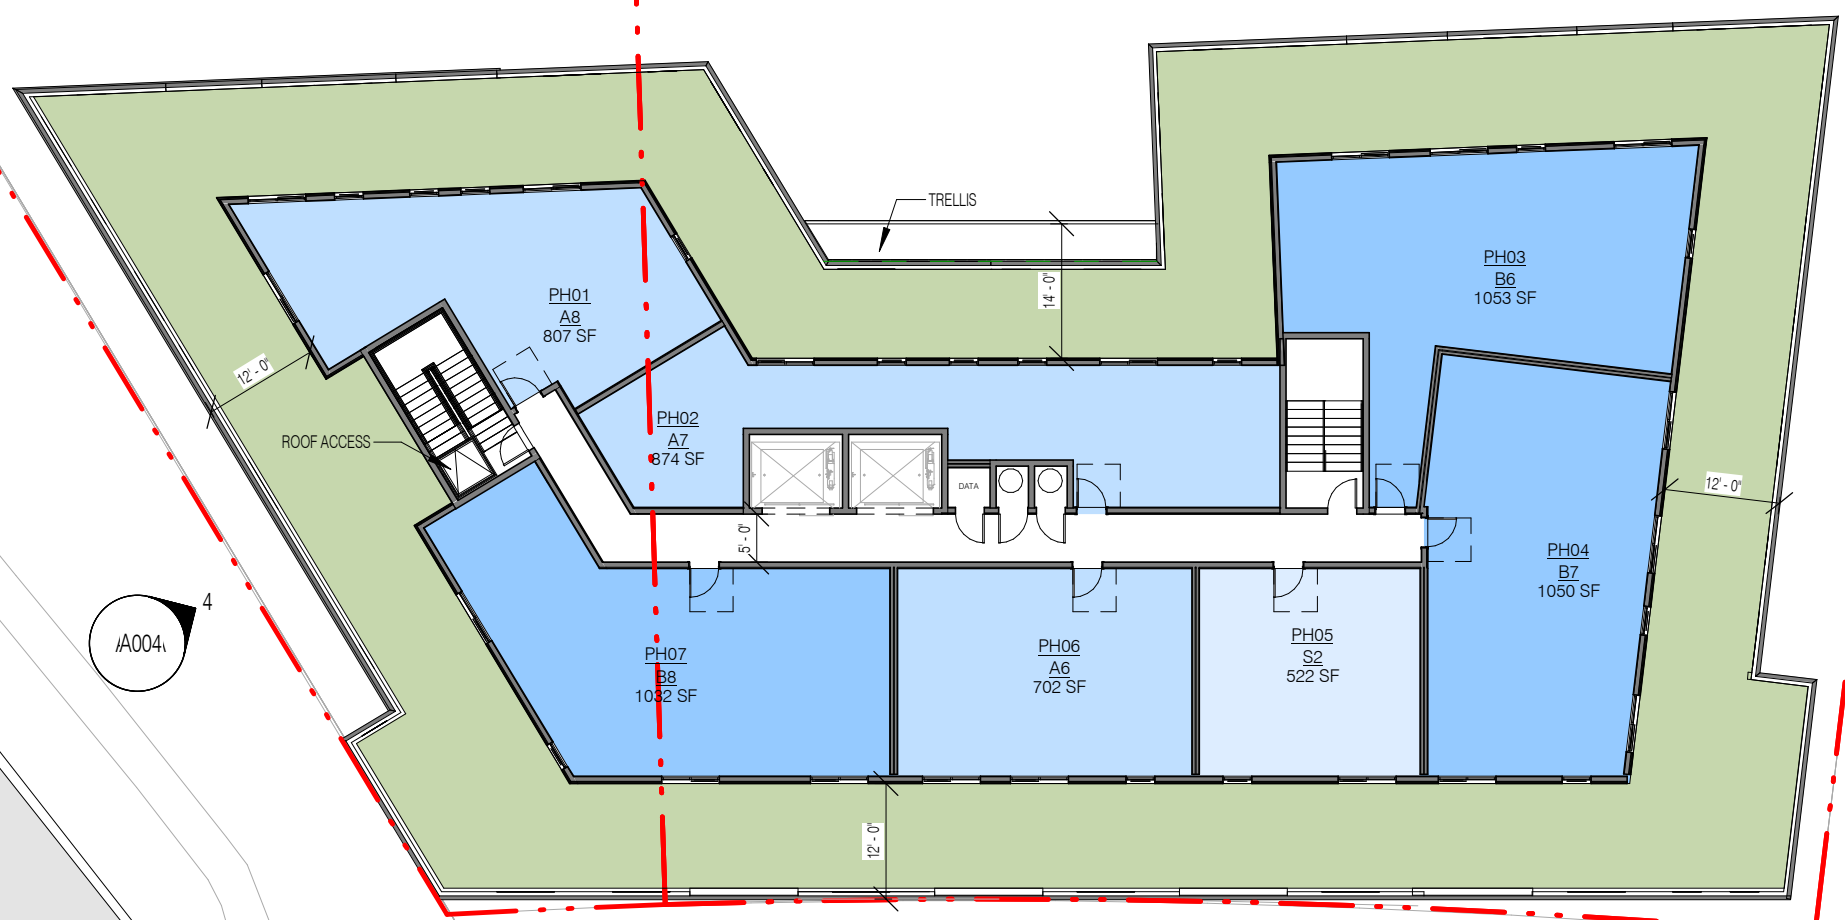 TRELLIS
PH01
A8
807 SF
14' - 0"
PH03
B6
1053 SF
12' - 0"
ROOF ACCESS
PH02
A7
874 SF
DATA
12' - 0"
5' - 0"
PH04
B7
1050 SF
4
A004
PH07
B8
1032 SF
PH06
A6
702 SF
PH05
S2
522 SF
12' - 0"